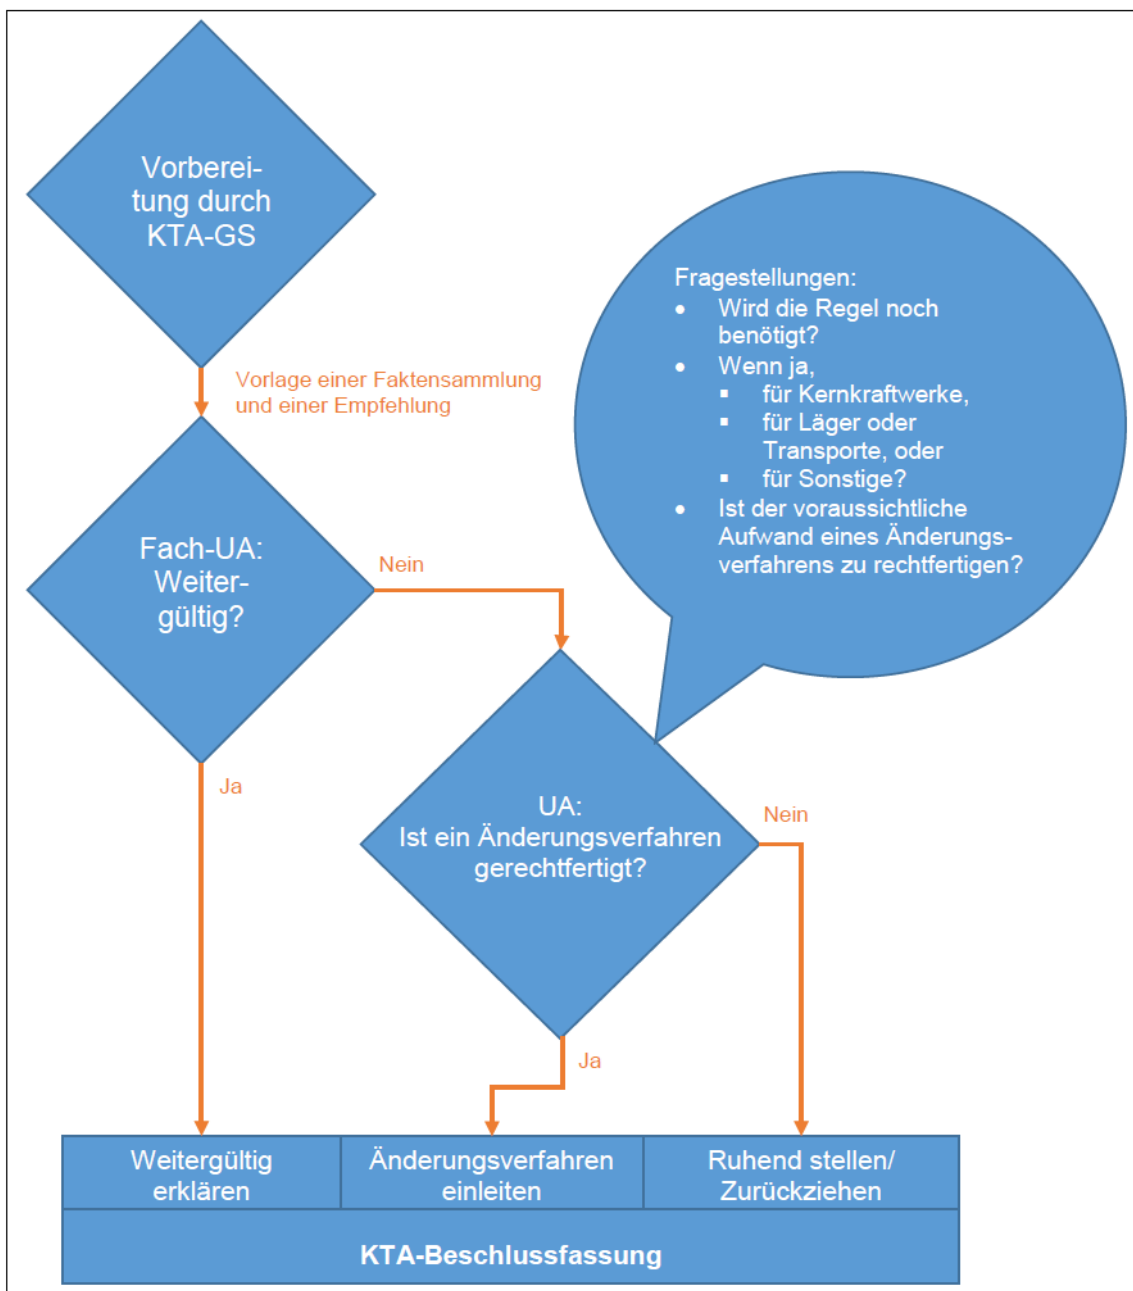 Vorberei-
tung durch
KTA-GS
Vorlage einer Faktensammlung
und einer Empfehlung
Fragestellungen:
• Wird die Regel noch
benötigt?
• Wenn ja,
▪ für Kernkraftwerke,
▪ für Läger oder
Transporte, oder
▪ für Sonstige?
• Ist der voraussichtliche
Aufwand eines Änderungs-
verfahrens zu rechtfertigen?
Fach-UA:
Weiter-
gültig?
Nein
Ja
UA:
Ist ein Änderungsverfahren
gerechtfertigt?
Nein
Ja
Weitergültig
erklären
Änderungsverfahren
einleiten
Ruhend stellen/
Zurückziehen
KTA-Beschlussfassung